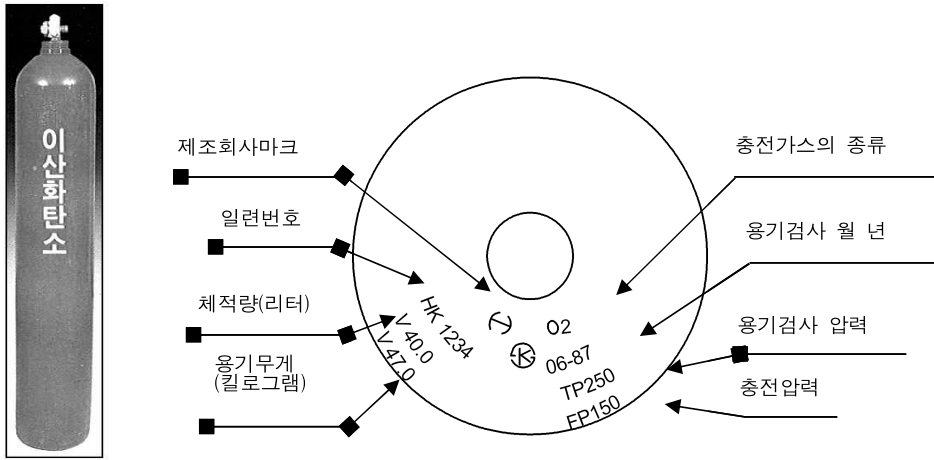 이산화탄소
제조회사마크
일련번호
체적량(리터)
용기무게
(킬로그램)
HK 1234
V 40.0
V 47.0
O2
K
06-87
TP250
FP150
충전가스의 종류
용기검사 월 년
용기검사 압력
충전압력